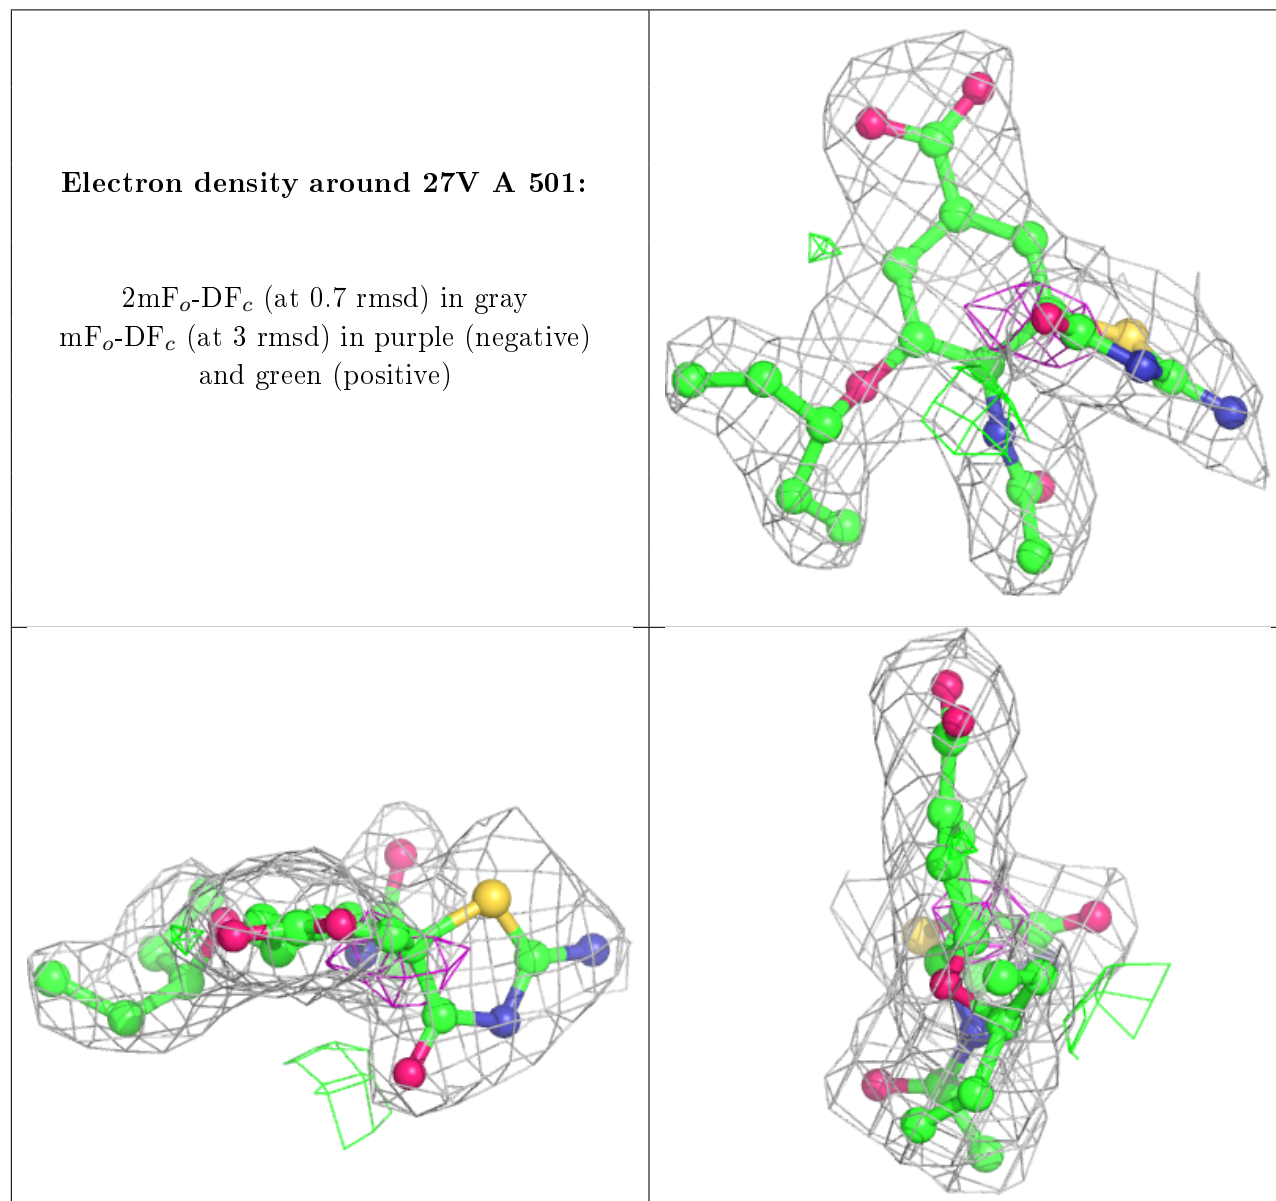 Electron density around 27V A 501:
2mFₒ-DF𝒸 (at 0.7 rmsd) in gray
mFₒ-DF𝒸 (at 3 rmsd) in purple (negative)
and green (positive)